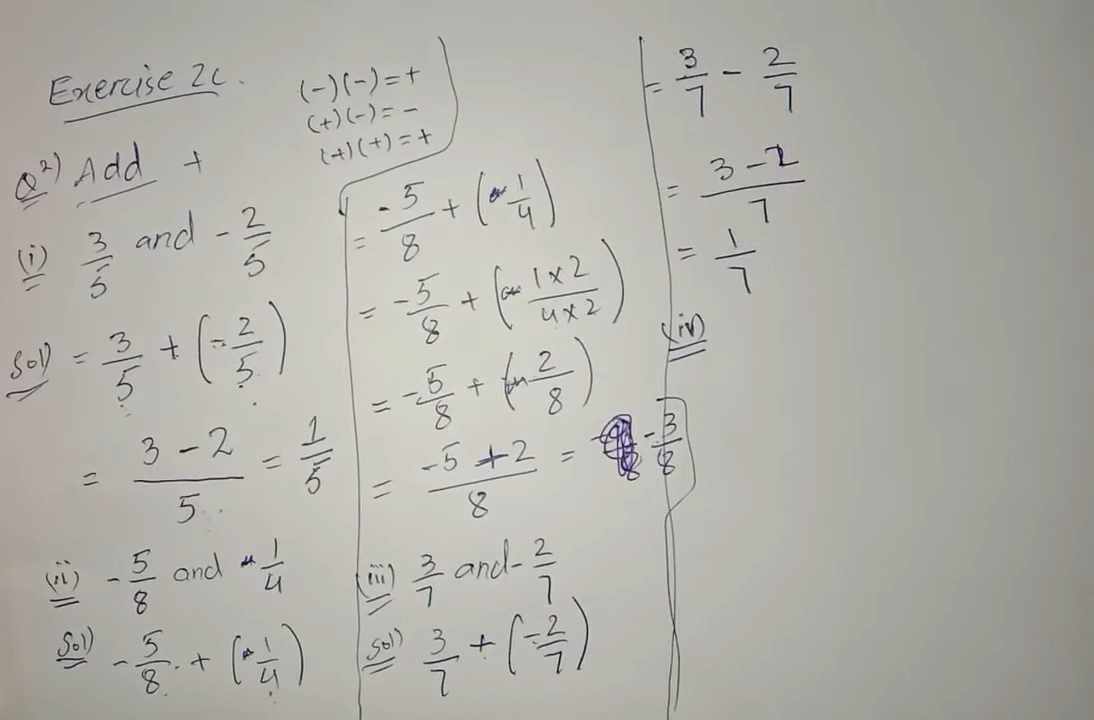 Exercise 2c.
(-)(-) = +
(+)(-) = -
(+)(+) = +
Q2) Add +
(i) 3/5 and -2/5
Sol) = 3/5 + (-2/5)
= (3 - 2)/5 = 1/5
(ii) -5/8 and 1/4
Sol) -5/8 + (1/4)
= -5/8 + (1/4)
= -5/8 + ((1 × 2)/(4 × 2))
= -5/8 + (2/8)
= (-5 + 2)/8 = -3/8
(iii) 3/7 and -2/7
Sol) 3/7 + (-2/7)
= 3/7 - 2/7
= (3 - 2)/7
= 1/7
(iv)